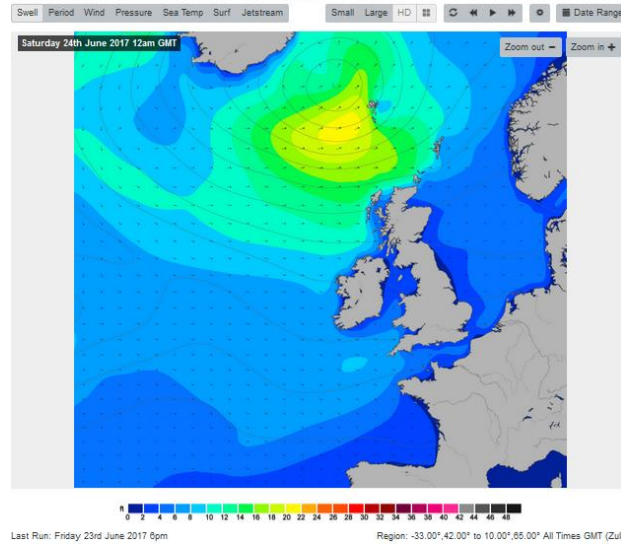 Swell Period Wind Pressure Sea Temp Surf Jetstream Small Large HD Date Range
Saturday 24th June 2017 12am GMT
Zoom out − Zoom in +
ft 0 2 4 6 8 10 12 14 16 18 20 22 24 26 28 30 32 34 36 38 40 42 44 46 48
Last Run: Friday 23rd June 2017 6pm Region: -33.00°,42.00° to 10.00°,65.00° All Times GMT (Zul